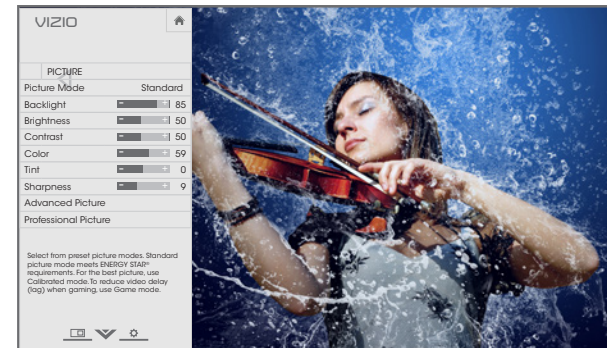 VIZIO
PICTURE
Picture Mode Standard
Backlight 85
Brightness 50
Contrast 50
Color 59
Tint 0
Sharpness 9
Advanced Picture
Professional Picture
Select from preset picture modes. Standard
picture mode meets ENERGY STAR®
requirements. For the best picture, use
Calibrated mode. To reduce video delay
(lag) when gaming, use Game mode.